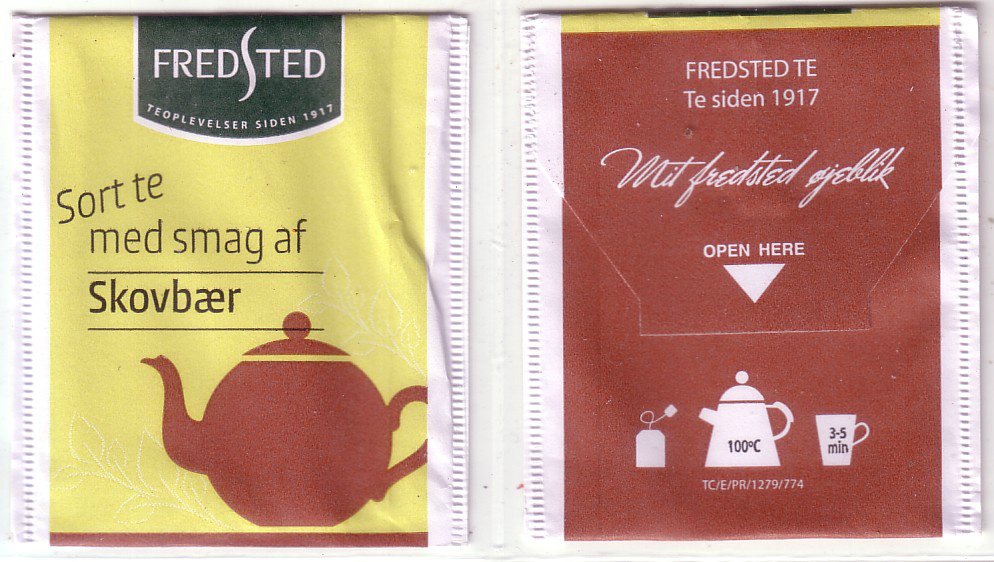 FREDSTED
TEOPLEVELSER SIDEN 1917
Sort te
med smag af
Skovbær
FREDSTED TE
Te siden 1917
Mit fredsted øjeblik
OPEN HERE
100ºC
3-5
min
TC/E/PR/1279/774